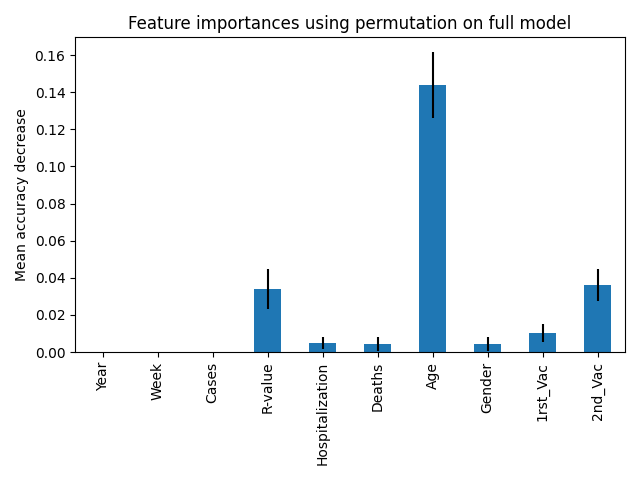 Feature importances using permutation on full model
Mean accuracy decrease
0.16
0.14
0.12
0.10
0.08
0.06
0.04
0.02
0.00
Year
Week
Cases
R-value
Hospitalization
Deaths
Age
Gender
1rst_Vac
2nd_Vac